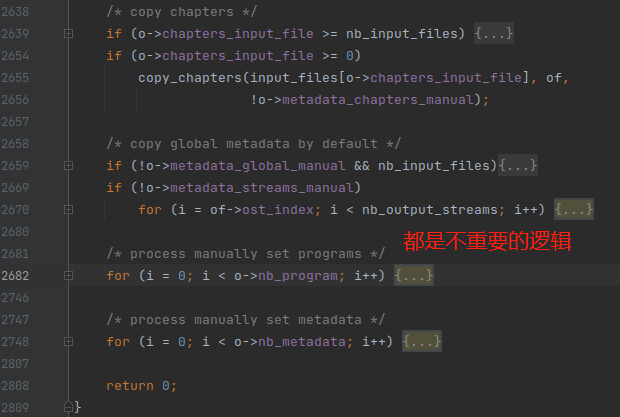 2638 /* copy chapters */
2639 if (o->chapters_input_file >= nb_input_files) {...}
2654 if (o->chapters_input_file >= 0)
2655 copy_chapters(input_files[o->chapters_input_file], of,
2656 !o->metadata_chapters_manual);
2657
2658 /* copy global metadata by default */
2659 if (!o->metadata_global_manual && nb_input_files){...}
2669 if (!o->metadata_streams_manual)
2670 for (i = of->ost_index; i < nb_output_streams; i++) {...}
2680
都是不重要的逻辑
2681 /* process manually set programs */
2682 for (i = 0; i < o->nb_program; i++) {...}
2746
2747 /* process manually set metadata */
2748 for (i = 0; i < o->nb_metadata; i++) {...}
2807
2808 return 0;
2809 }